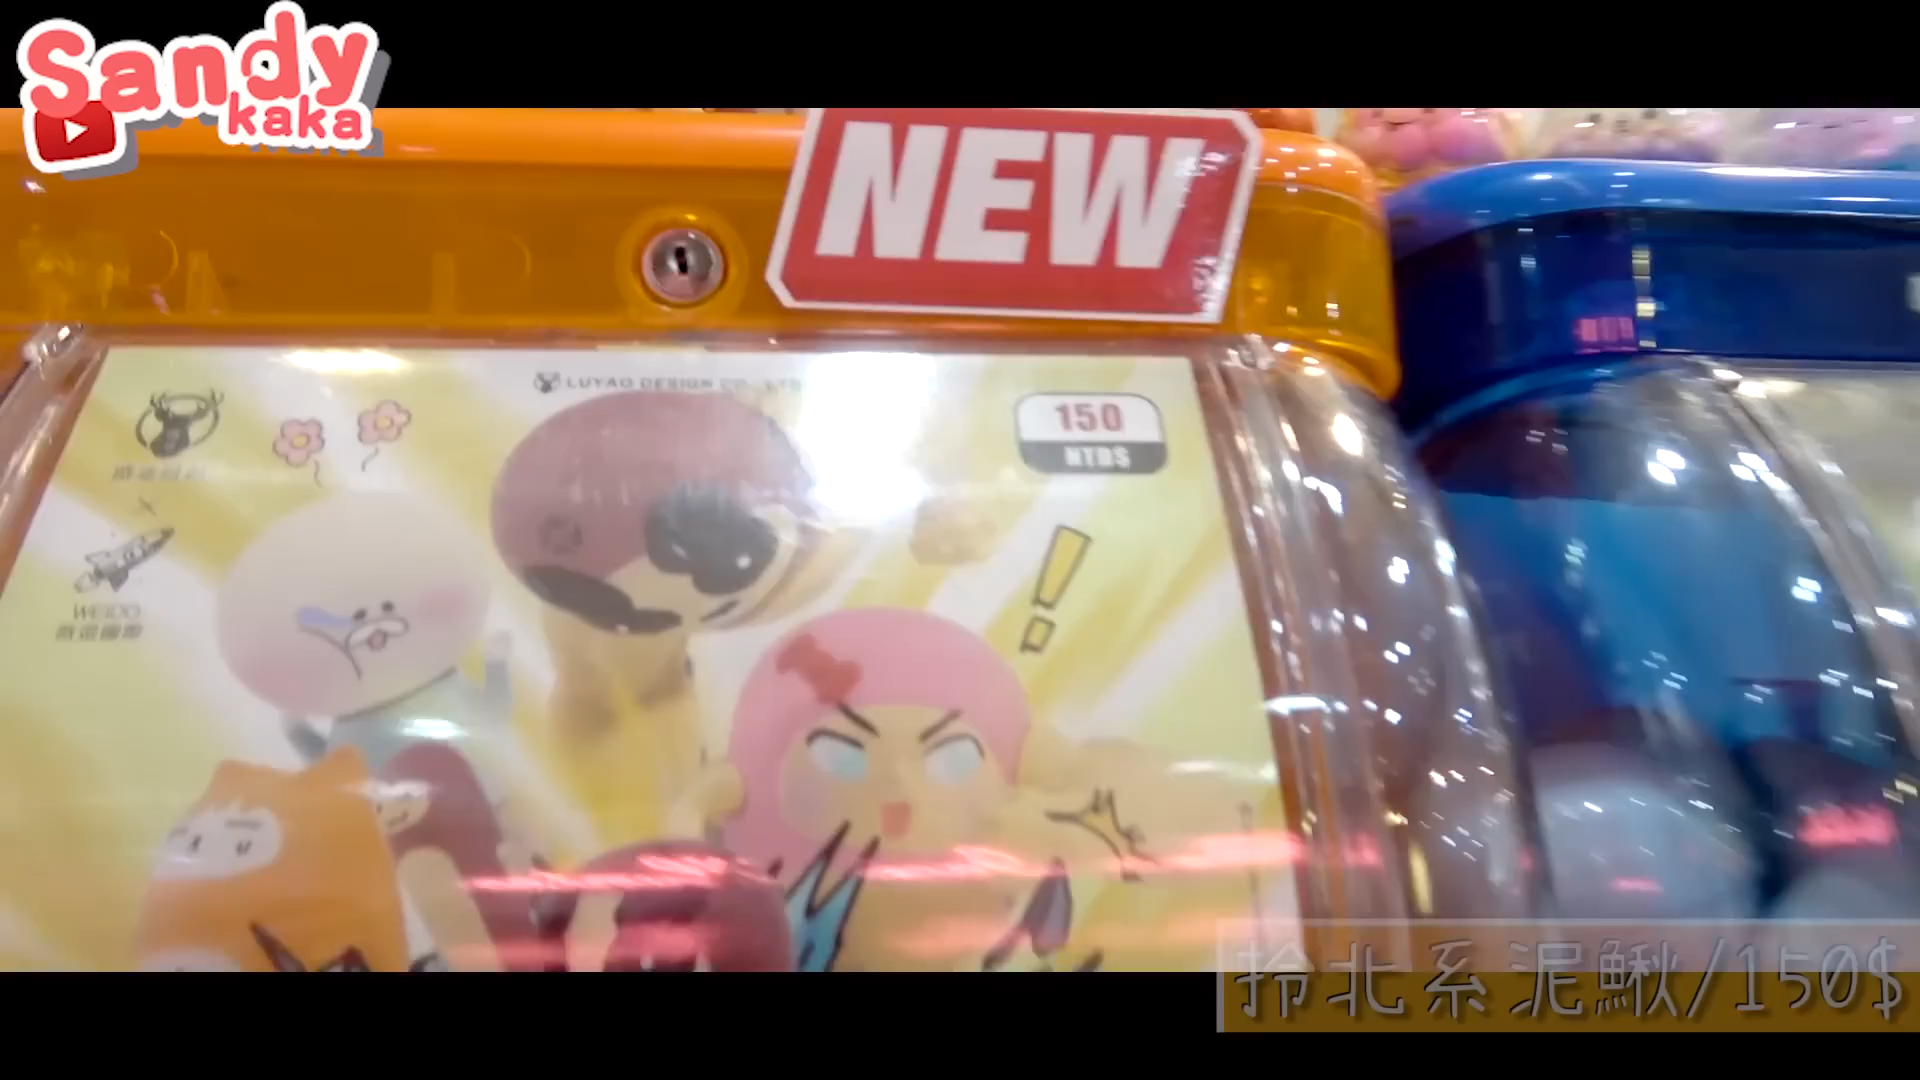 Sandy
kaka
NEW
LUYAO DESIGN CO., LTD
150
NTD$
WEIDO
拎北系泥鰍/150$